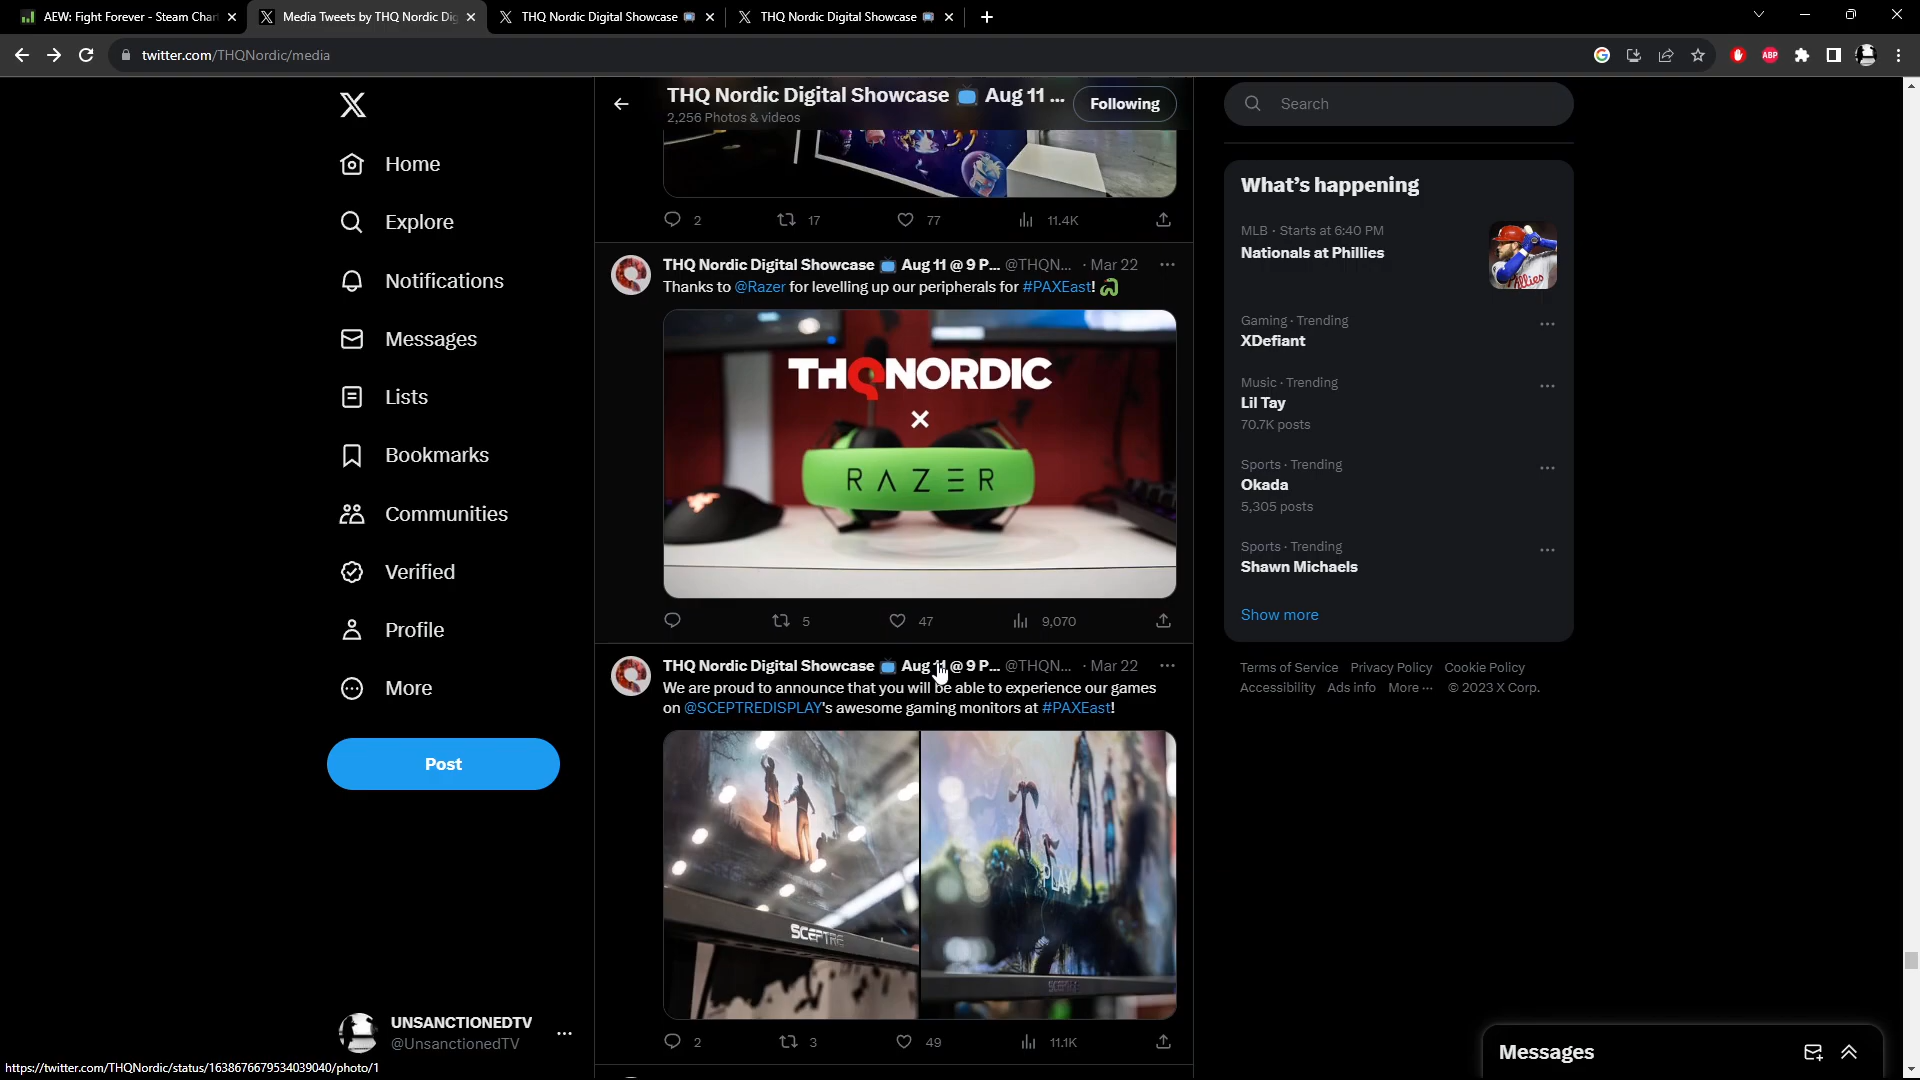 AEW: Fight Forever - Steam Char
Media Tweets by THQ Nordic Dig
THQ Nordic Digital Showcase
THQ Nordic Digital Showcase
twitter.com/THQNordic/media
ABP
Home
Explore
Notifications
Messages
Lists
Bookmarks
Communities
Verified
Profile
More
Post
UNSANCTIONEDTV
@UnsanctionedTV
THQ Nordic Digital Showcase 📺 Aug 11 ...
2,256 Photos & videos
Following
2 17 77 11.4K
THQ Nordic Digital Showcase 📺 Aug 11 @ 9 P... @THQN... · Mar 22
Thanks to @Razer for levelling up our peripherals for #PAXEast!
THQNORDIC
X
RAZER
5 47 9,070
THQ Nordic Digital Showcase 📺 Aug 11 @ 9 P... @THQN... · Mar 22
We are proud to announce that you will be able to experience our games
on @SCEPTREDISPLAY's awesome gaming monitors at #PAXEast!
SCEPTRE
PLAY
SCEPTRE
2 3 49 11.1K
Search
What's happening
MLB · Starts at 6:40 PM
Nationals at Phillies
Phillies
Gaming · Trending
XDefiant
Music · Trending
Lil Tay
70.7K posts
Sports · Trending
Okada
5,305 posts
Sports · Trending
Shawn Michaels
Show more
Terms of Service Privacy Policy Cookie Policy
Accessibility Ads info More ··· © 2023 X Corp.
Messages
https://twitter.com/THQNordic/status/1638676679534039040/photo/1